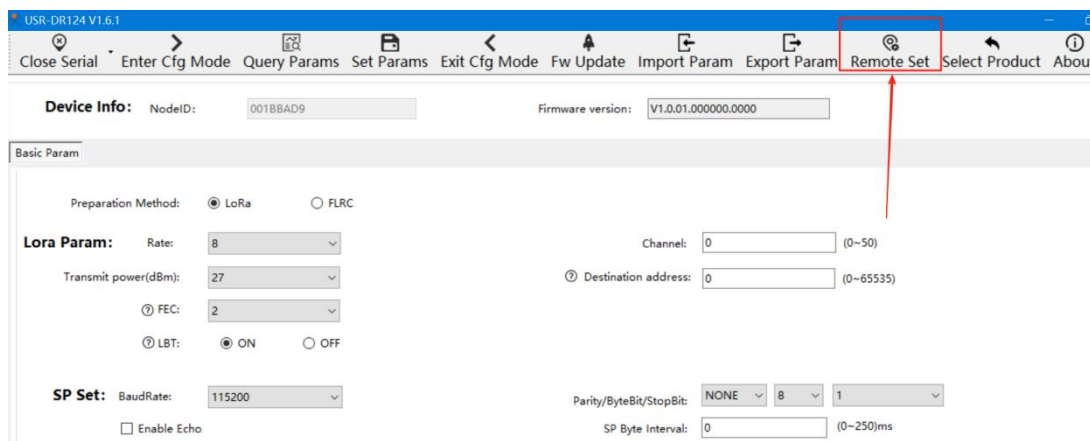 USR-DR124 V1.6.1
Close Serial Enter Cfg Mode Query Params Set Params Exit Cfg Mode Fw Update Import Param Export Param Remote Set Select Product Abou
Device Info: NodeID: 001BBAD9 Firmware version: V1.0.01.000000.0000
Basic Param
Preparation Method: LoRa FLRC
Lora Param: Rate: 8 Channel: 0 (0~50)
Transmit power(dBm): 27 ? Destination address: 0 (0~65535)
? FEC: 2
? LBT: ON OFF
SP Set: BaudRate: 115200 Parity/ByteBit/StopBit: NONE 8 1
Enable Echo SP Byte Interval: 0 (0~250)ms